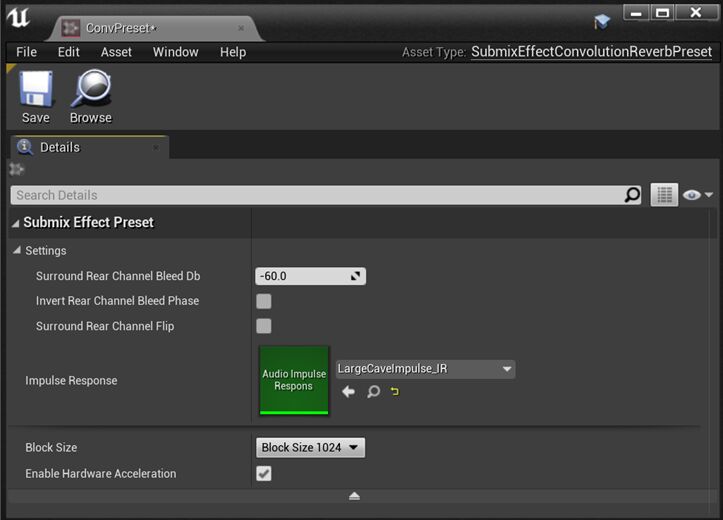 ConvPreset*
File Edit Asset Window Help Asset Type: SubmixEffectConvolutionReverbPreset
Save Browse
Details
Search Details
Submix Effect Preset
Settings
Surround Rear Channel Bleed Db -60.0
Invert Rear Channel Bleed Phase
Surround Rear Channel Flip
Impulse Response
Audio Impulse
Respons
LargeCaveImpulse_IR
Block Size Block Size 1024
Enable Hardware Acceleration